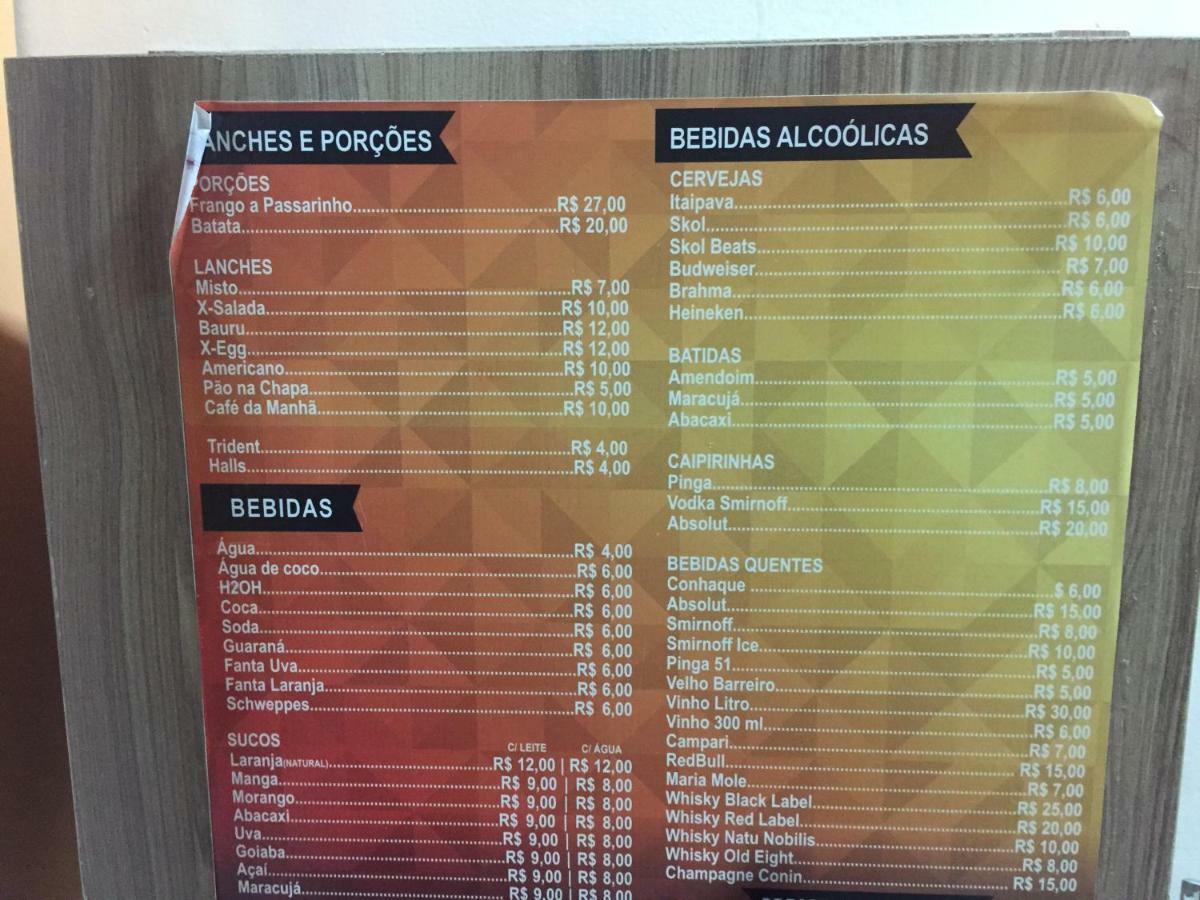 ANCHES E PORÇÕES
PORÇÕES
Frango a Passarinho R$ 27,00
Batata R$ 20,00
LANCHES
Misto R$ 7,00
X-Salada R$ 10,00
Bauru R$ 12,00
X-Egg R$ 12,00
Americano R$ 10,00
Pão na Chapa R$ 5,00
Café da Manhã R$ 10,00
Trident R$ 4,00
Halls R$ 4,00
BEBIDAS
Água R$ 4,00
Água de coco R$ 6,00
H2OH R$ 6,00
Coca R$ 6,00
Soda R$ 6,00
Guaraná R$ 6,00
Fanta Uva R$ 6,00
Fanta Laranja R$ 6,00
Schweppes R$ 6,00
SUCOS C/ LEITE C/ ÁGUA
Laranja(NATURAL) R$ 12,00 | R$ 12,00
Manga R$ 9,00 | R$ 8,00
Morango R$ 9,00 | R$ 8,00
Abacaxi R$ 9,00 | R$ 8,00
Uva R$ 9,00 | R$ 8,00
Goiaba R$ 9,00 | R$ 8,00
Açaí R$ 9,00 | R$ 8,00
Maracujá R$ 9,00 | R$ 8,00
BEBIDAS ALCOÓLICAS
CERVEJAS
Itaipava R$ 6,00
Skol R$ 6,00
Skol Beats R$ 10,00
Budweiser R$ 7,00
Brahma R$ 6,00
Heineken R$ 6,00
BATIDAS
Amendoim R$ 5,00
Maracujá R$ 5,00
Abacaxi R$ 5,00
CAIPIRINHAS
Pinga R$ 8,00
Vodka Smirnoff R$ 15,00
Absolut R$ 20,00
BEBIDAS QUENTES
Conhaque $ 6,00
Absolut R$ 15,00
Smirnoff R$ 8,00
Smirnoff Ice R$ 10,00
Pinga 51 R$ 5,00
Velho Barreiro R$ 5,00
Vinho Litro R$ 30,00
Vinho 300 ml R$ 6,00
Campari R$ 7,00
RedBull R$ 15,00
Maria Mole R$ 7,00
Whisky Black Label R$ 25,00
Whisky Red Label R$ 20,00
Whisky Natu Nobilis R$ 10,00
Whisky Old Eight R$ 8,00
Champagne Conin R$ 15,00